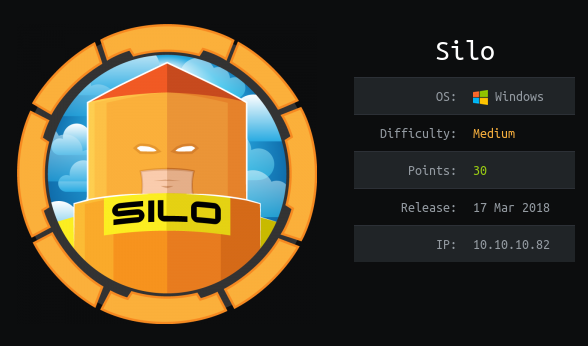 SILO
Silo
OS: Windows
Difficulty: Medium
Points: 30
Release: 17 Mar 2018
IP: 10.10.10.82